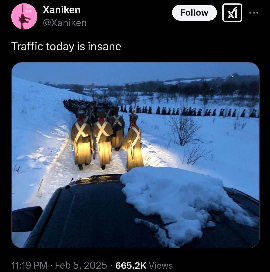 Xaniken
@Xaniken
Follow
Traffic today is insane
11:19 PM · Feb 5, 2025 · 665.2K Views